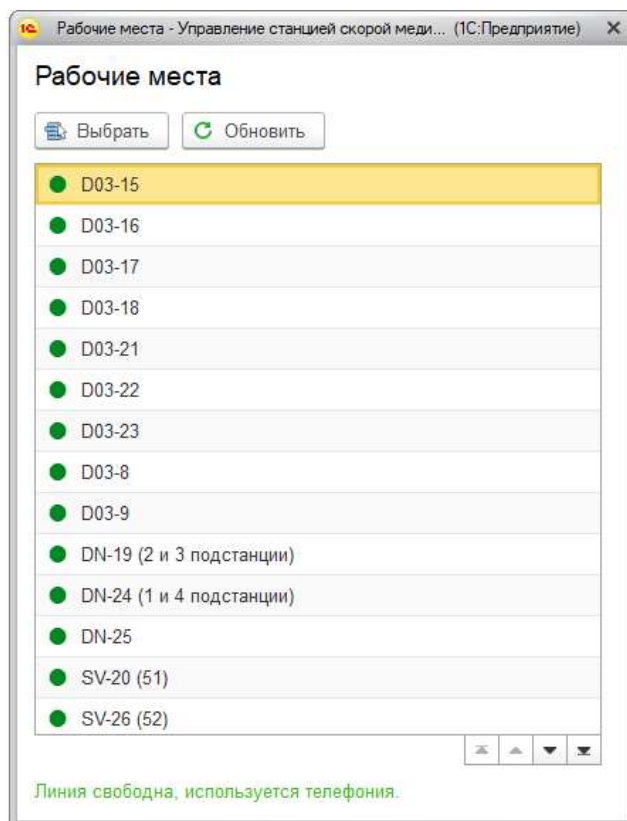 1С Рабочие места - Управление станцией скорой меди... (1С:Предприятие)
Рабочие места
Выбрать Обновить
D03-15
D03-16
D03-17
D03-18
D03-21
D03-22
D03-23
D03-8
D03-9
DN-19 (2 и 3 подстанции)
DN-24 (1 и 4 подстанции)
DN-25
SV-20 (51)
SV-26 (52)
Линия свободна, используется телефония.